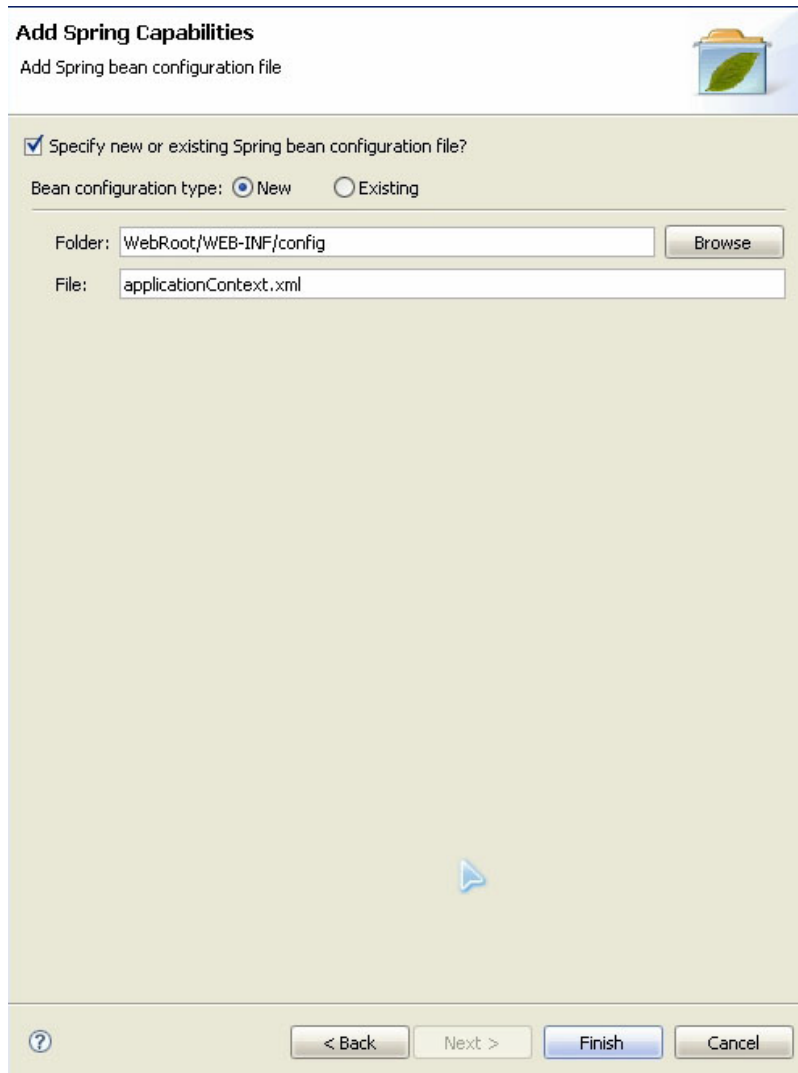 Add Spring Capabilities
Add Spring bean configuration file
Specify new or existing Spring bean configuration file?
Bean configuration type: New Existing
Folder: WebRoot/WEB-INF/config Browse
File: applicationContext.xml
? < Back Next > Finish Cancel